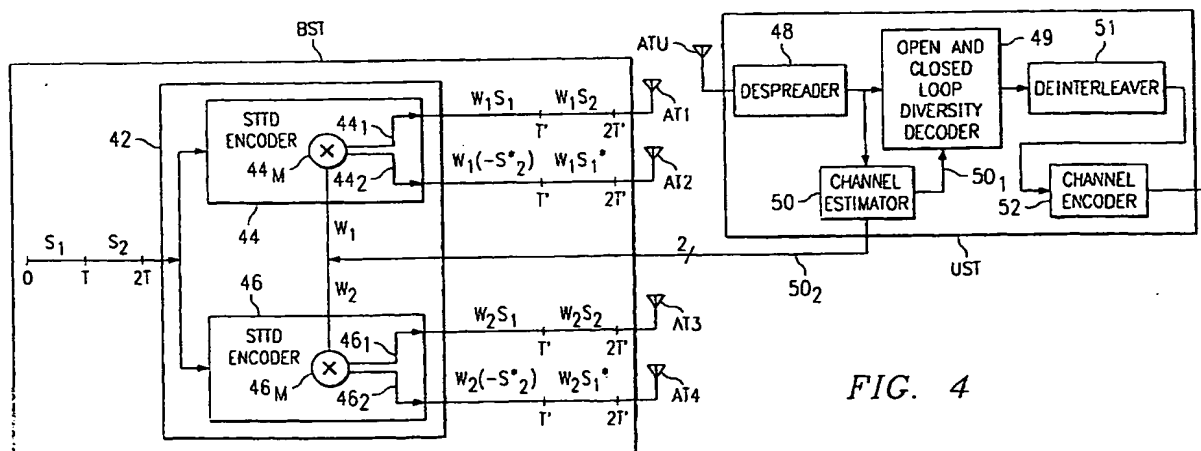 BST
42
STTD
ENCODER
44₁
44M
44₂
44
W₁S₁ W₁S₂
T' 2T'
AT1
W₁(-S*₂) W₁S₁*
T' 2T'
AT2
S₁ S₂
0 T 2T
W₁
W₂
2
50₂
46
STTD
ENCODER
46₁
46M
46₂
W₂S₁ W₂S₂
T' 2T'
AT3
W₂(-S*₂) W₂S₁*
T' 2T'
AT4
ATU
48
DESPREADER
OPEN AND
CLOSED
LOOP
DIVERSITY
DECODER
49
51
DEINTERLEAVER
50
CHANNEL
ESTIMATOR
50₁
CHANNEL
ENCODER
52
UST
FIG. 4